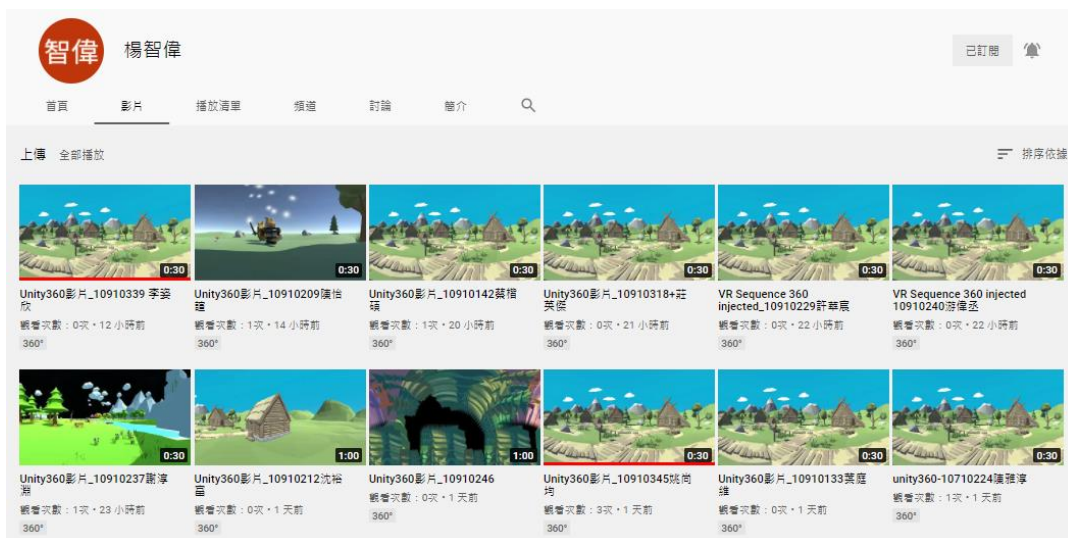 智偉
楊智偉
已訂閱
首頁 影片 播放清單 頻道 討論 簡介
上傳 全部播放
排序依據
0:30 0:30 0:30 0:30 0:30 0:30
Unity360影片_10910339 李姿
欣
觀看次數：0次・12 小時前
360°
Unity360影片_10910209陳怡
觀看次數：1次・14 小時前
360°
Unity360影片_10910142蔡楷
碩
觀看次數：1次・20 小時前
360°
Unity360影片_10910318+莊
英傑
觀看次數：0次・21 小時前
360°
VR Sequence 360
injected_10910229許華宸
觀看次數：0次・22 小時前
360°
VR Sequence 360 injected
10910240游偉丞
觀看次數：0次・22 小時前
360°
0:30 1:00 1:00 0:30 0:30 0:30
Unity360影片_10910237謝淳
淵
觀看次數：1次・23 小時前
360°
Unity360影片_10910212沈裕
富
觀看次數：0次・1 天前
360°
Unity360影片_10910246
觀看次數：0次・1 天前
360°
Unity360影片_10910345姚尚
均
觀看次數：3次・1 天前
360°
Unity360影片_10910133葉庭
維
觀看次數：0次・1 天前
360°
unity360-10710224陳雅淳
觀看次數：1次・1 天前
360°